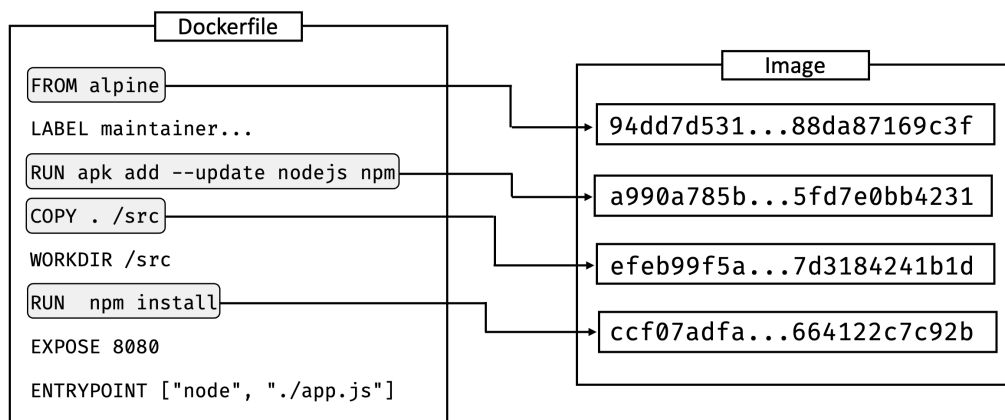 Dockerfile
FROM alpine
LABEL maintainer...
RUN apk add --update nodejs npm
COPY . /src
WORKDIR /src
RUN  npm install
EXPOSE 8080
ENTRYPOINT ["node", "./app.js"]
Image
94dd7d531...88da87169c3f
a990a785b...5fd7e0bb4231
efeb99f5a...7d3184241b1d
ccf07adfa...664122c7c92b